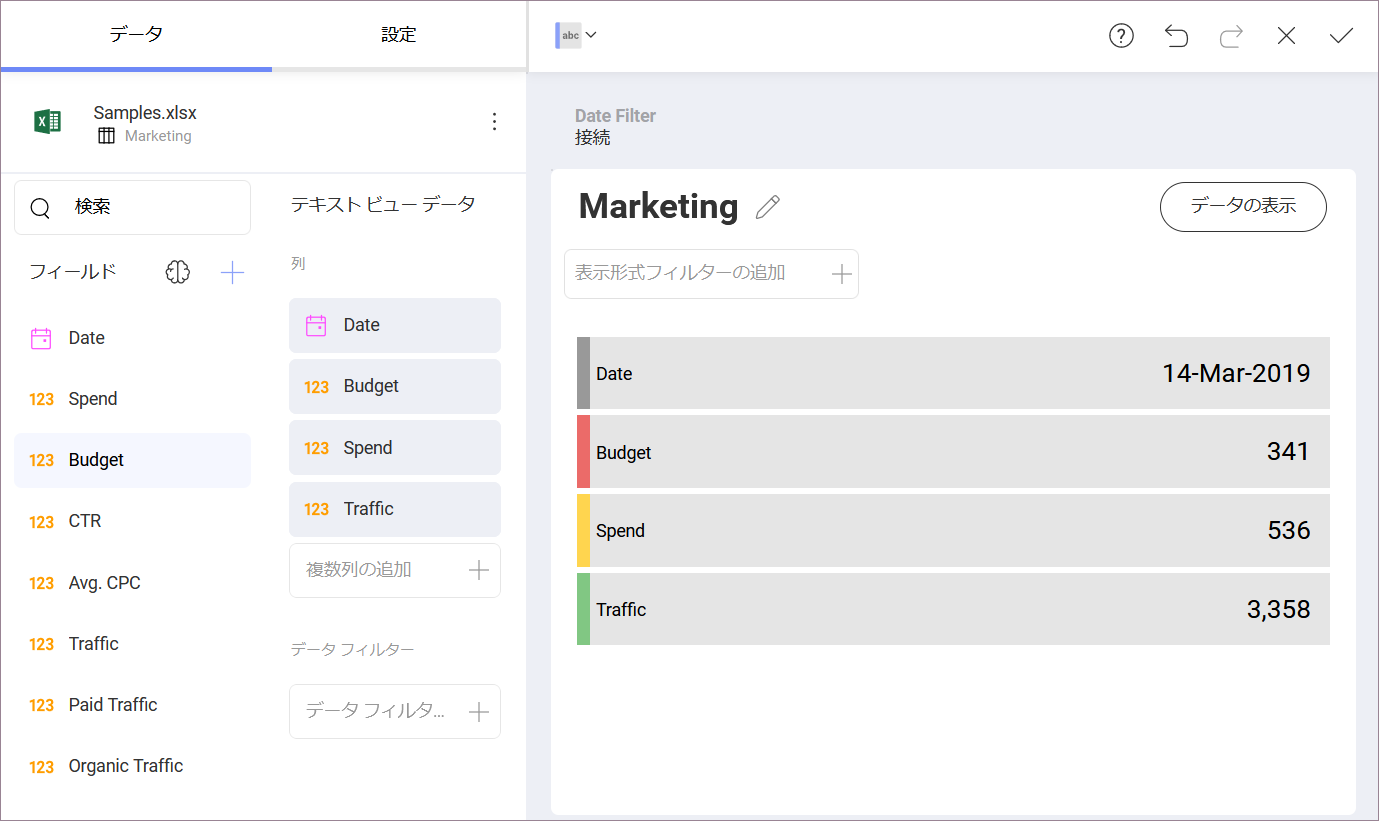 データ
設定
Samples.xlsx
Marketing
検索
フィールド
Date
123 Spend
123 Budget
123 CTR
123 Avg. CPC
123 Traffic
123 Paid Traffic
123 Organic Traffic
テキスト ビュー データ
列
Date
123 Budget
123 Spend
123 Traffic
複数列の追加
データ フィルター
データ フィルタ...
abc
Date Filter
接続
Marketing
データの表示
表示形式フィルターの追加
Date 14-Mar-2019
Budget 341
Spend 536
Traffic 3,358